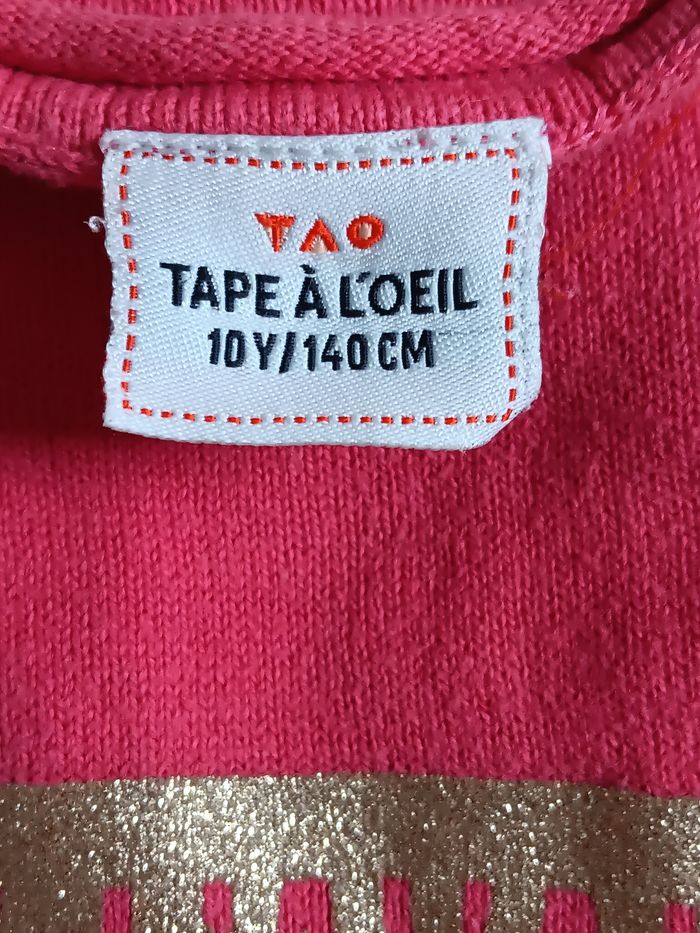 TAO
TAPE À L'OEIL
10Y/140CM